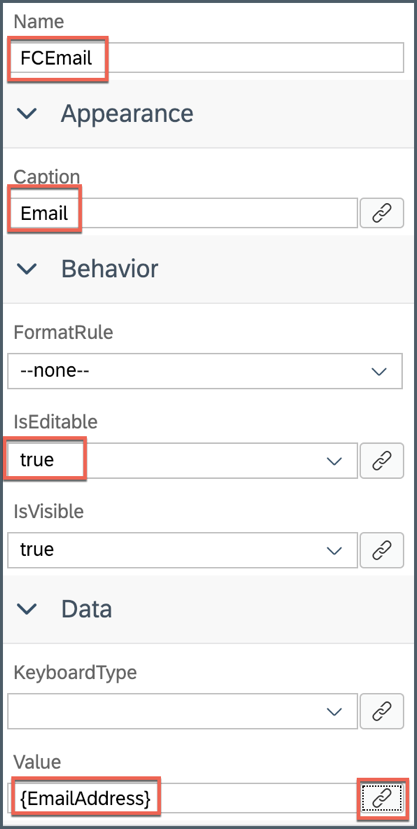 Name
FCEmail
Appearance
Caption
Email
Behavior
FormatRule
--none--
IsEditable
true
IsVisible
true
Data
KeyboardType
Value
{EmailAddress}